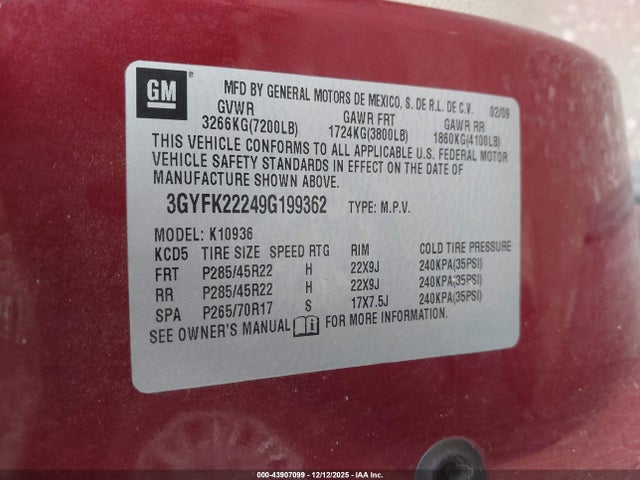 GM ®
MFD BY GENERAL MOTORS DE MEXICO, S. DE R.L. DE C.V. 02/09
GVWR GAWR FRT GAWR RR
3266KG(7200LB) 1724KG(3800LB) 1860KG(4100LB)
THIS VEHICLE CONFORMS TO ALL APPLICABLE U.S. FEDERAL MOTOR
VEHICLE SAFETY STANDARDS IN EFFECT ON THE DATE OF
MANUFACTURE SHOWN ABOVE.
3GYFK22249G199362 TYPE: M.P.V.
MODEL: K10936
KCD5 TIRE SIZE SPEED RTG RIM COLD TIRE PRESSURE
FRT P285/45R22 H 22X9J 240KPA(35PSI)
RR P285/45R22 H 22X9J 240KPA(35PSI)
SPA P265/70R17 S 17X7.5J 240KPA(35PSI)
SEE OWNER'S MANUAL FOR MORE INFORMATION.
000-43907099 - 12/12/2025 - IAA Inc.